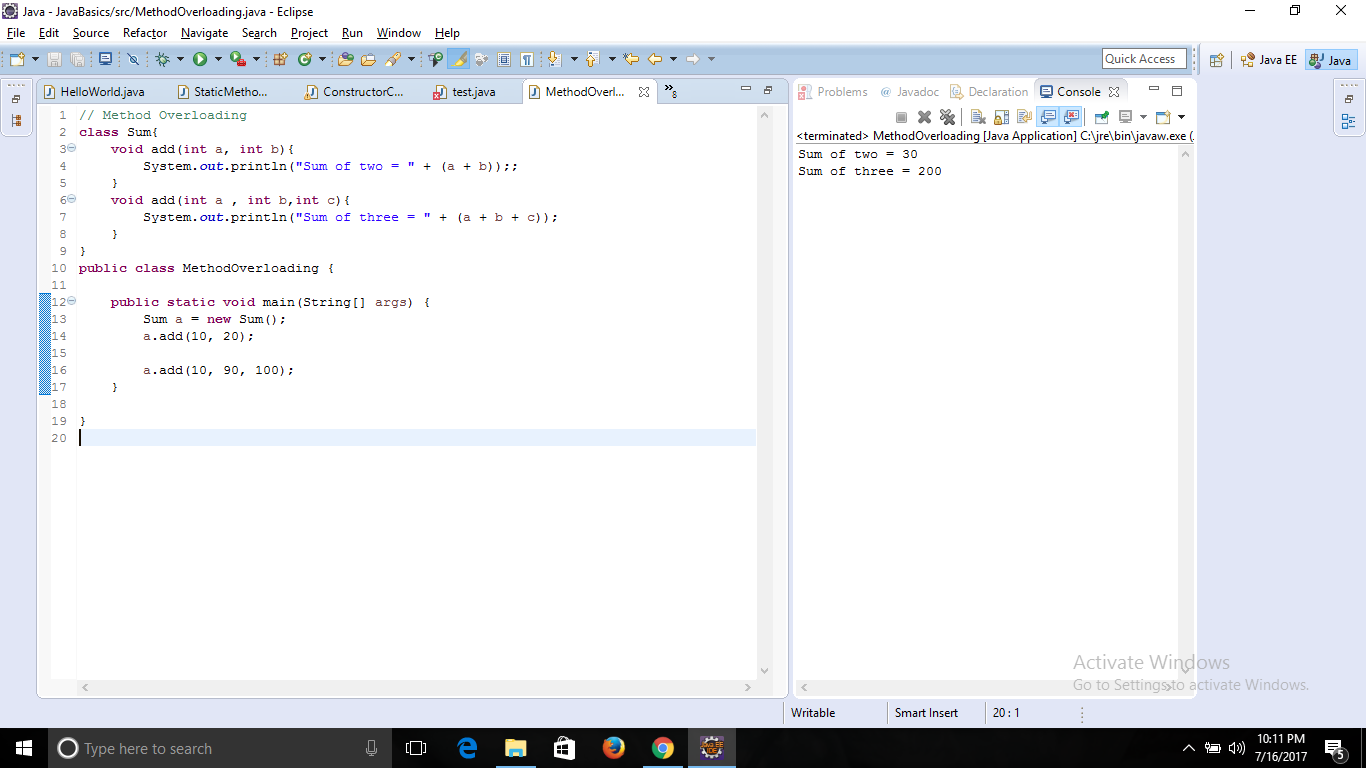 Java - JavaBasics/src/MethodOverloading.java - Eclipse
File Edit Source Refactor Navigate Search Project Run Window Help
Quick Access Java EE Java
HelloWorld.java StaticMetho... ConstructorC... test.java MethodOverl... »8
1 // Method Overloading
2 class Sum{
3 void add(int a, int b){
4 System.out.println("Sum of two = " + (a + b));;
5 }
6 void add(int a , int b,int c){
7 System.out.println("Sum of three = " + (a + b + c));
8 }
9 }
10 public class MethodOverloading {
11
12 public static void main(String[] args) {
13 Sum a = new Sum();
14 a.add(10, 20);
15
16 a.add(10, 90, 100);
17 }
18
19 }
20
Problems @ Javadoc Declaration Console
<terminated> MethodOverloading [Java Application] C:\jre\bin\javaw.exe (
Sum of two = 30
Sum of three = 200
Activate Windows
Go to Settings to activate Windows.
Writable Smart Insert 20 : 1
Type here to search
10:11 PM
7/16/2017
5